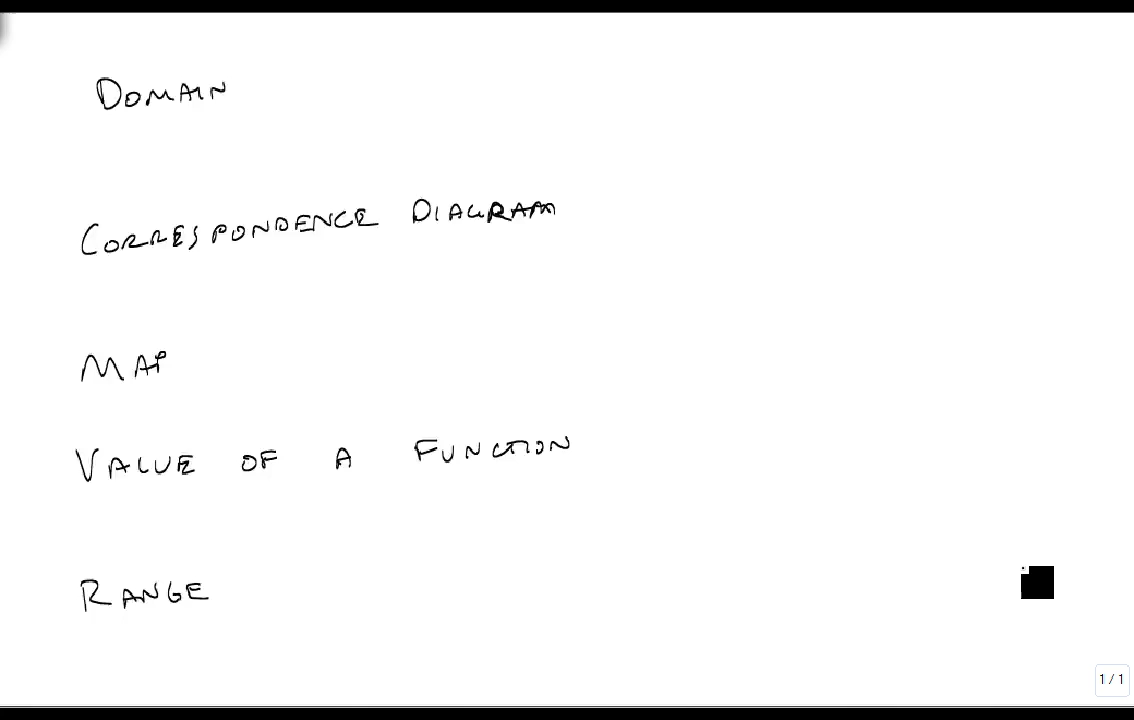 DOMAIN
CORRESPONDENCE DIAGRAM
MAP
VALUE OF A FUNCTION
RANGE
1 / 1